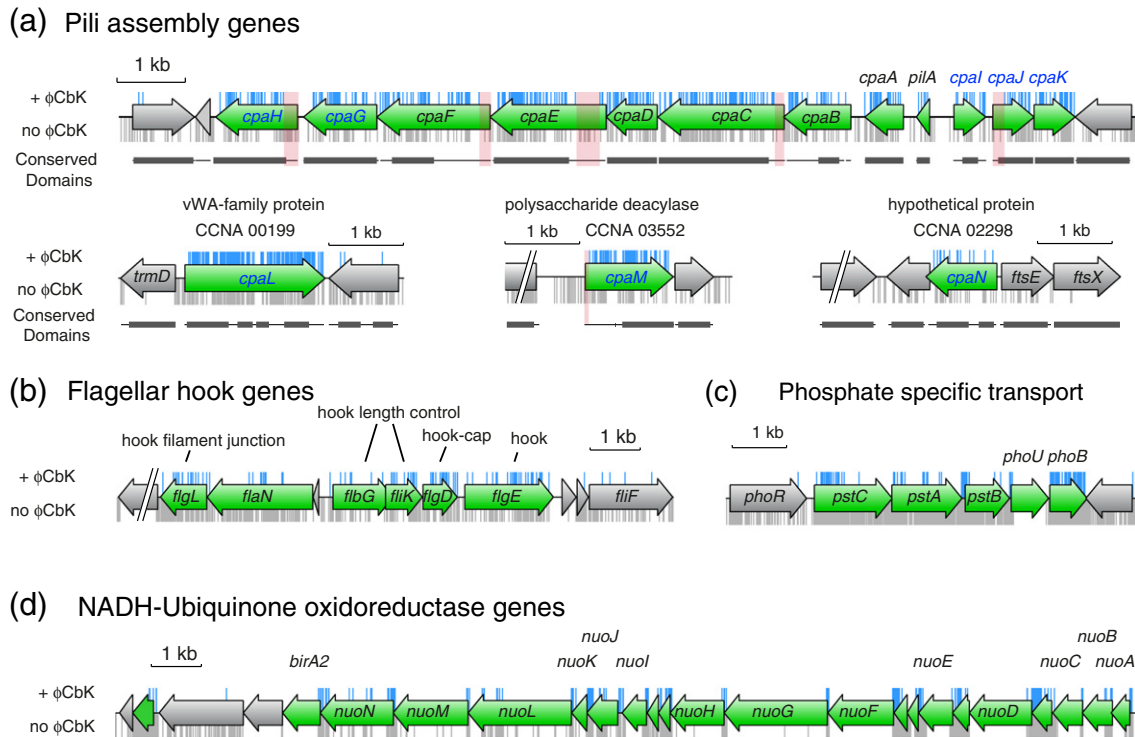 (a) Pili assembly genes
1 kb
cpaA pilA cpaI cpaJ cpaK
+ ϕCbK
cpaH cpaG cpaF cpaE cpaD cpaC cpaB
no ϕCbK
Conserved
Domains
vWA-family protein polysaccharide deacylase hypothetical protein
CCNA 00199 1 kb 1 kb CCNA 03552 CCNA 02298 1 kb
+ ϕCbK
trmD cpaL cpaM cpaN ftsE ftsX
no ϕCbK
Conserved
Domains
(b) Flagellar hook genes
hook length control
hook filament junction hook-cap hook 1 kb
+ ϕCbK
flgL flaN flbG fliK flgD flgE fliF
no ϕCbK
(c) Phosphate specific transport
1 kb
phoU phoB
phoR pstC pstA pstB
(d) NADH-Ubiquinone oxidoreductase genes
nuoJ nuoB
1 kb birA2 nuoK nuoI nuoE nuoC nuoA
+ ϕCbK
nuoN nuoM nuoL nuoH nuoG nuoF nuoD
no ϕCbK